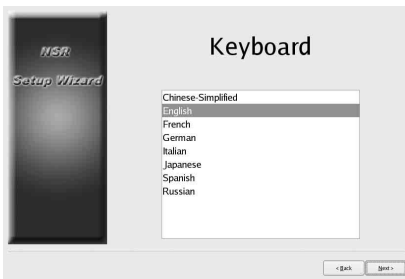 NSR
Setup Wizard
Keyboard
Chinese-Simplified
English
French
German
Italian
Japanese
Spanish
Russian
< Back
Next >